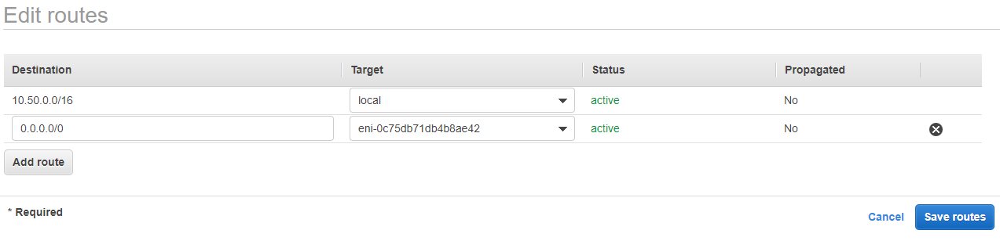 Edit routes
Destination Target Status Propagated
10.50.0.0/16 local active No
0.0.0.0/0 eni-0c75db71db4b8ae42 active No
Add route
* Required
Cancel Save routes